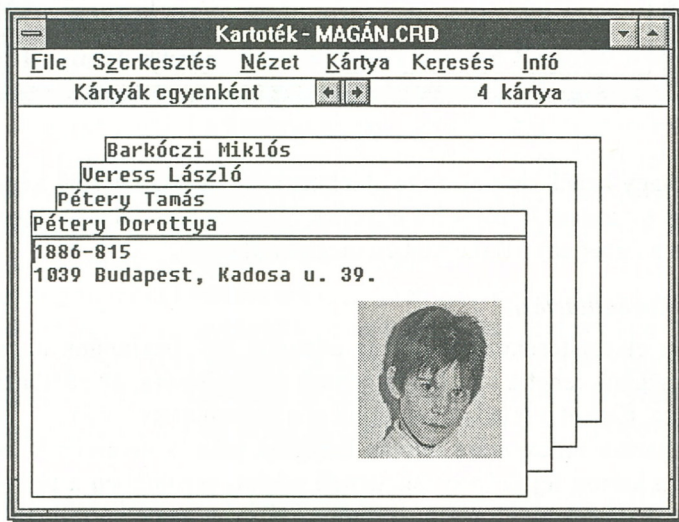 Kartoték - MAGÁN.CRD
File Szerkesztés Nézet Kártya Keresés Infó
Kártyák egyenként 4 kártya
Barkóczi Miklós
Veress László
Pétery Tamás
Pétery Dorottya
1886-815
1039 Budapest, Kadosa u. 39.